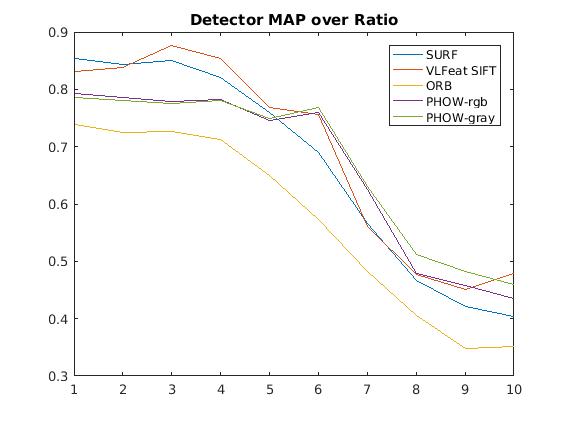 Detector MAP over Ratio
0.9
0.8
0.7
0.6
0.5
0.4
0.3
SURF
VLFeat SIFT
ORB
PHOW-rgb
PHOW-gray
1 2 3 4 5 6 7 8 9 10